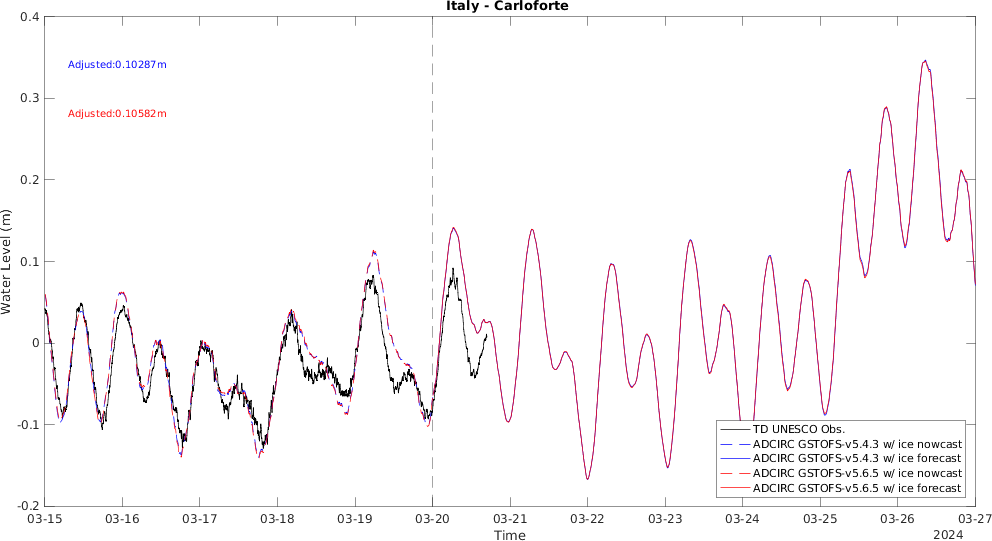 Italy - Carloforte
0.4
Adjusted:0.10287m
0.3
Adjusted:0.10582m
0.2
Water Level (m)
0.1
0
-0.1
TD UNESCO Obs.
ADCIRC GSTOFS-v5.4.3 w/ ice nowcast
ADCIRC GSTOFS-v5.4.3 w/ ice forecast
ADCIRC GSTOFS-v5.6.5 w/ ice nowcast
ADCIRC GSTOFS-v5.6.5 w/ ice forecast
-0.2
03-15 03-16 03-17 03-18 03-19 03-20 03-21 03-22 03-23 03-24 03-25 03-26 03-27
Time
2024